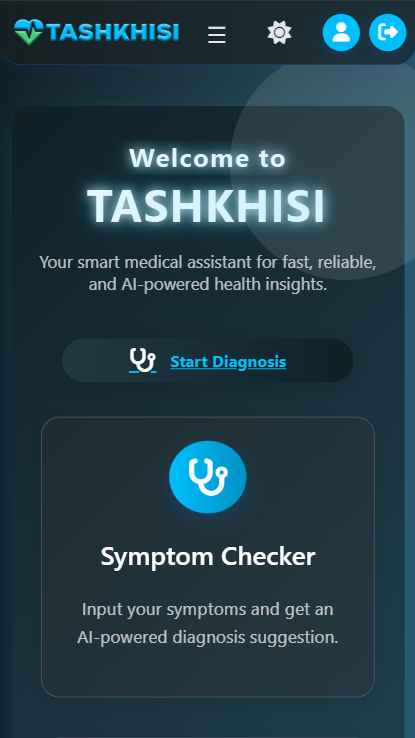 TASHKHISI
Welcome to
TASHKHISI
Your smart medical assistant for fast, reliable,
and AI-powered health insights.
Start Diagnosis
Symptom Checker
Input your symptoms and get an
AI-powered diagnosis suggestion.